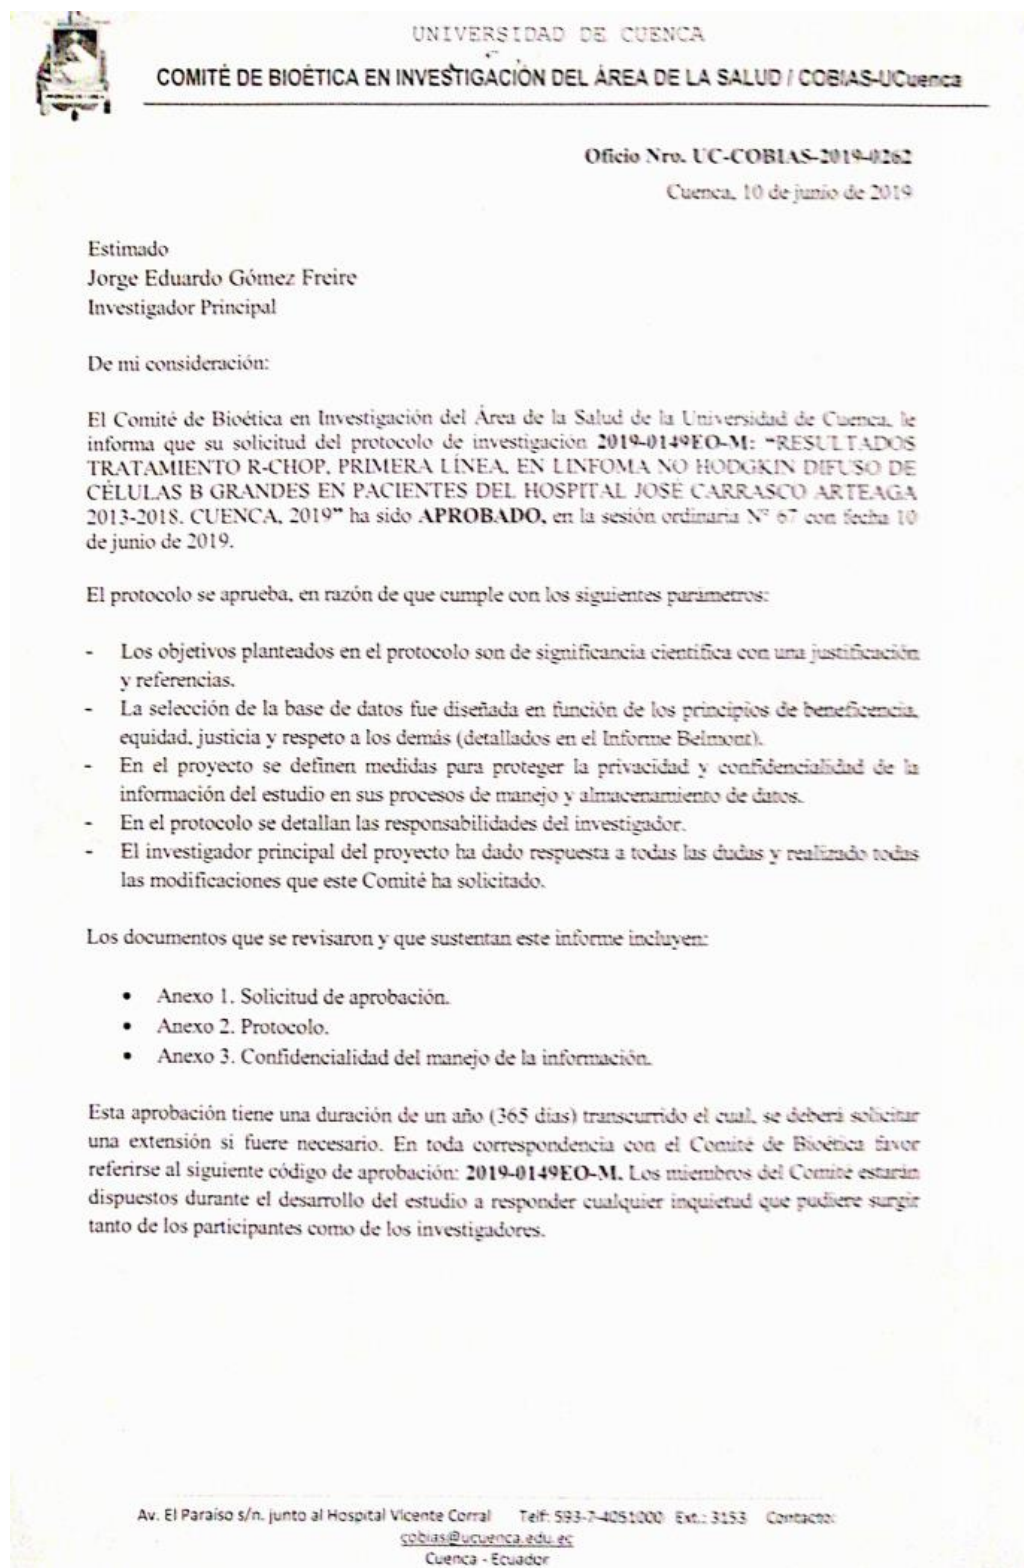 UNIVERSIDAD DE CUENCA
COMITÉ DE BIOÉTICA EN INVESTIGACIÓN DEL ÁREA DE LA SALUD / COBIAS-UCuenca
Oficio Nro. UC-COBIAS-2019-0262
Cuenca, 10 de junio de 2019
Estimado
Jorge Eduardo Gómez Freire
Investigador Principal
De mi consideración:
El Comité de Bioética en Investigación del Área de la Salud de la Universidad de Cuenca, le
informa que su solicitud del protocolo de investigación 2019-0149EO-M: “RESULTADOS
TRATAMIENTO R-CHOP, PRIMERA LÍNEA, EN LINFOMA NO HODGKIN DIFUSO DE
CÉLULAS B GRANDES EN PACIENTES DEL HOSPITAL JOSÉ CARRASCO ARTEAGA
2013-2018. CUENCA, 2019” ha sido APROBADO, en la sesión ordinaria N° 67 con fecha 10
de junio de 2019.
El protocolo se aprueba, en razón de que cumple con los siguientes parámetros:
- Los objetivos planteados en el protocolo son de significancia científica con una justificación
y referencias.
- La selección de la base de datos fue diseñada en función de los principios de beneficencia,
equidad, justicia y respeto a los demás (detallados en el Informe Belmont).
- En el proyecto se definen medidas para proteger la privacidad y confidencialidad de la
información del estudio en sus procesos de manejo y almacenamiento de datos.
- En el protocolo se detallan las responsabilidades del investigador.
- El investigador principal del proyecto ha dado respuesta a todas las dudas y realizado todas
las modificaciones que este Comité ha solicitado.
Los documentos que se revisaron y que sustentan este informe incluyen:
• Anexo 1. Solicitud de aprobación.
• Anexo 2. Protocolo.
• Anexo 3. Confidencialidad del manejo de la información.
Esta aprobación tiene una duración de un año (365 días) transcurrido el cual, se deberá solicitar
una extensión si fuere necesario. En toda correspondencia con el Comité de Bioética favor
referirse al siguiente código de aprobación: 2019-0149EO-M. Los miembros del Comité estarán
dispuestos durante el desarrollo del estudio a responder cualquier inquietud que pudiere surgir
tanto de los participantes como de los investigadores.
Av. El Paraíso s/n. junto al Hospital Vicente Corral Telf: 593-7-4051000 Ext.: 3153 Contacto:
cobias@ucuenca.edu.ec
Cuenca - Ecuador